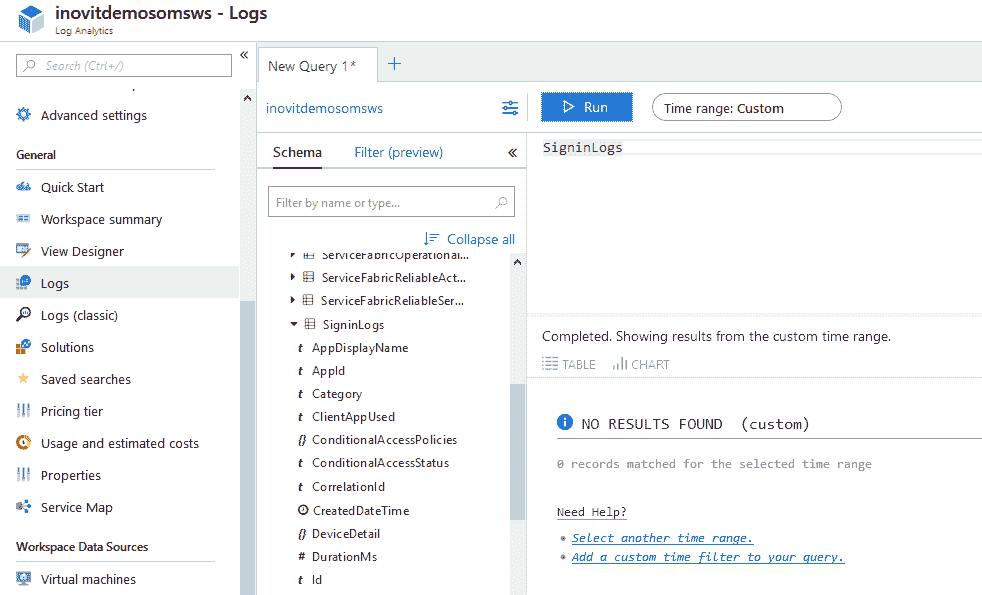 inovitdemosomsws - Logs
Log Analytics
Search (Ctrl+/)
«
Advanced settings
General
Quick Start
Workspace summary
View Designer
Logs
Logs (classic)
Solutions
Saved searches
Pricing tier
Usage and estimated costs
Properties
Service Map
Workspace Data Sources
Virtual machines
New Query 1*
+
inovitdemosomsws
Run
Time range: Custom
Schema
Filter (preview)
«
Filter by name or type...
Collapse all
ServiceFabricOperational...
ServiceFabricReliableAct...
ServiceFabricReliableSer...
SigninLogs
t AppDisplayName
t AppId
t Category
t ClientAppUsed
{} ConditionalAccessPolicies
t ConditionalAccessStatus
t CorrelationId
CreatedDateTime
{} DeviceDetail
# DurationMs
t Id
SigninLogs
Completed. Showing results from the custom time range.
TABLE
CHART
NO RESULTS FOUND (custom)
0 records matched for the selected time range
Need Help?
Select another time range.
Add a custom time filter to your query.